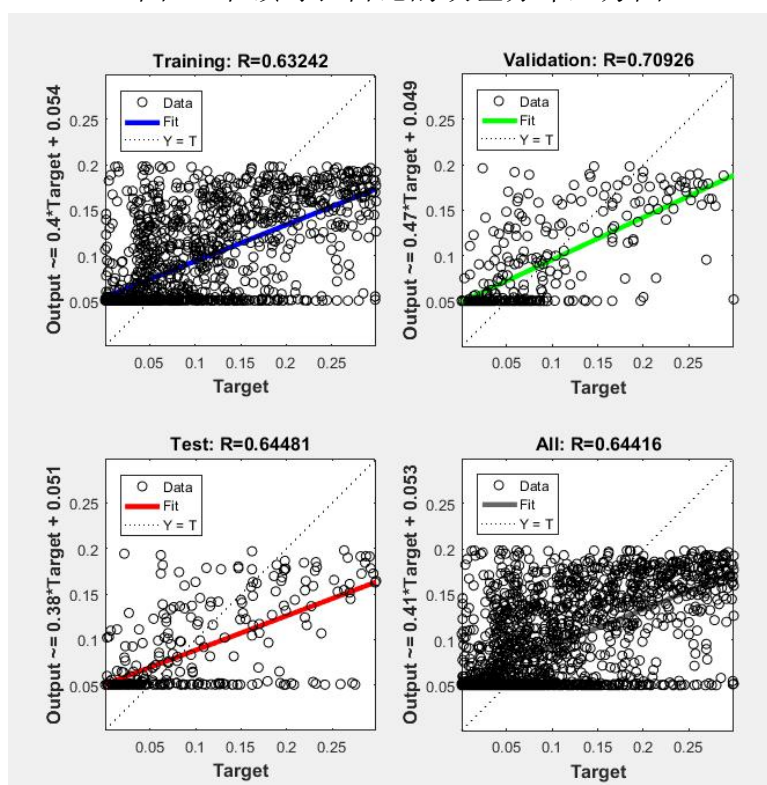 Training: R=0.63242
Output ~= 0.4*Target + 0.054
Data
Fit
Y = T
0.25
0.2
0.15
0.1
0.05
0.05 0.1 0.15 0.2 0.25
Target
Validation: R=0.70926
Output ~= 0.47*Target + 0.049
Data
Fit
Y = T
0.25
0.2
0.15
0.1
0.05
0.05 0.1 0.15 0.2 0.25
Target
Test: R=0.64481
Output ~= 0.38*Target + 0.051
Data
Fit
Y = T
0.25
0.2
0.15
0.1
0.05
0.05 0.1 0.15 0.2 0.25
Target
All: R=0.64416
Output ~= 0.41*Target + 0.053
Data
Fit
Y = T
0.25
0.2
0.15
0.1
0.05
0.05 0.1 0.15 0.2 0.25
Target